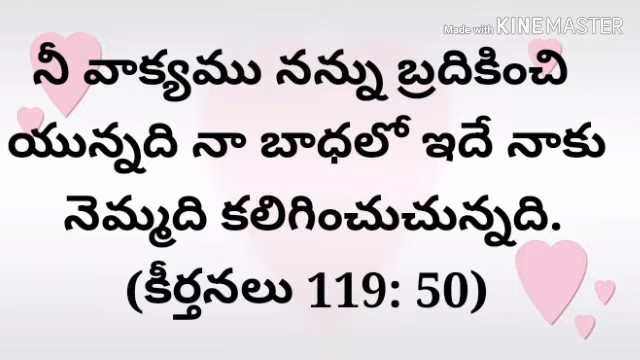 Made with KINEMASTER
నీ వాక్యము నన్ను బ్రదికించి
యున్నది నా బాధలో ఇదే నాకు
నెమ్మది కలిగించుచున్నది.
(కీర్తనలు 119: 50)